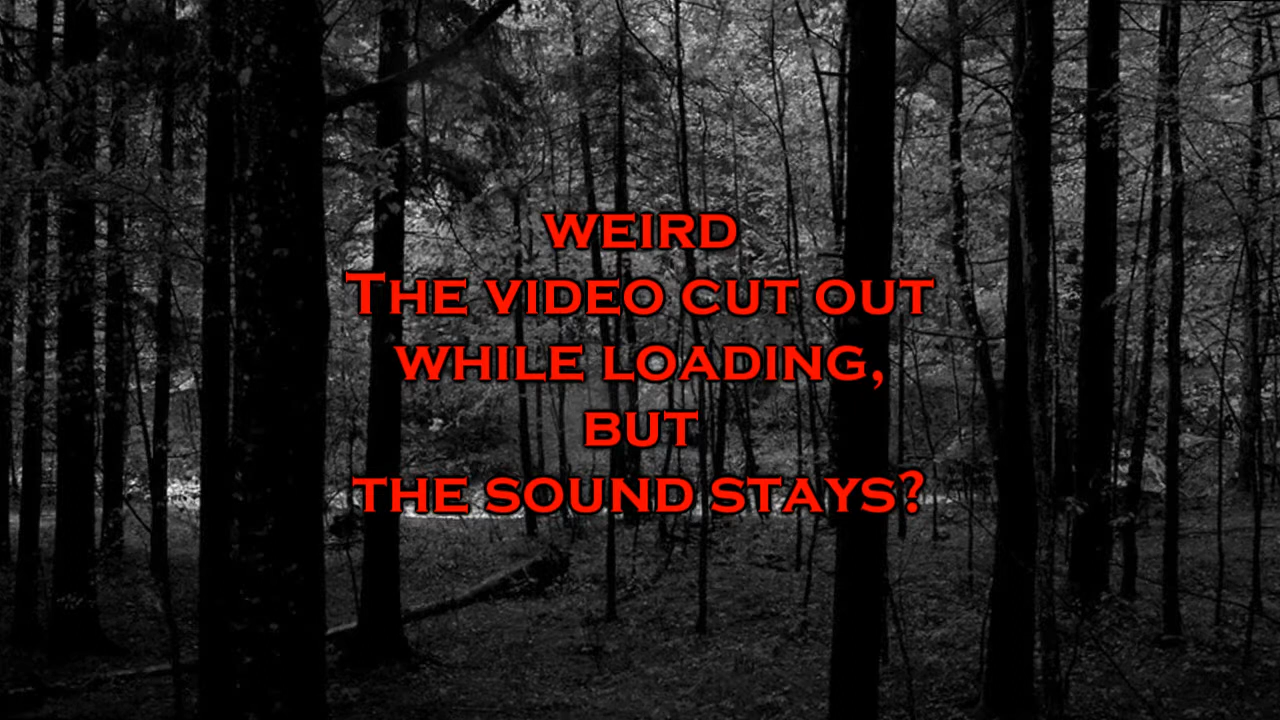 WEIRD
THE VIDEO CUT OUT
WHILE LOADING,
BUT
THE SOUND STAYS?